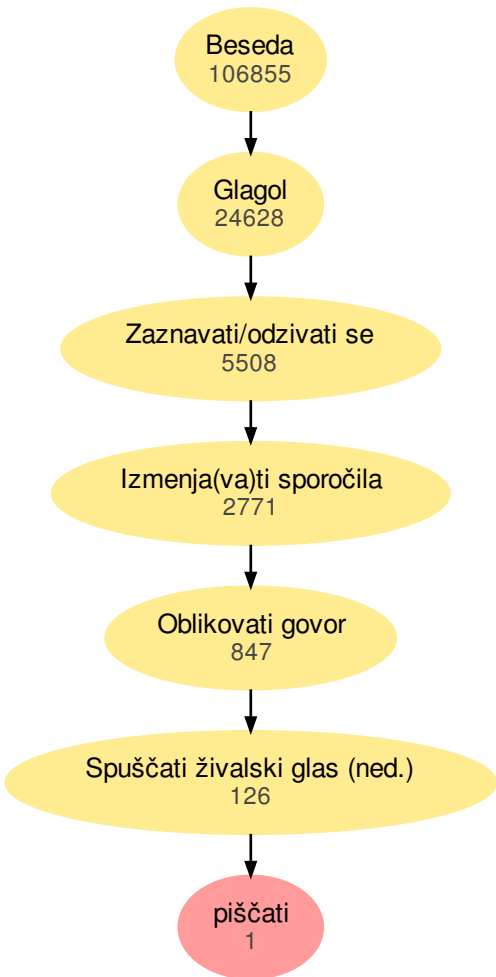 Beseda
106855
Glagol
24628
Zaznavati/odzivati se
5508
Izmenja(va)ti sporočila
2771
Oblikovati govor
847
Spuščati živalski glas (ned.)
126
piščati
1